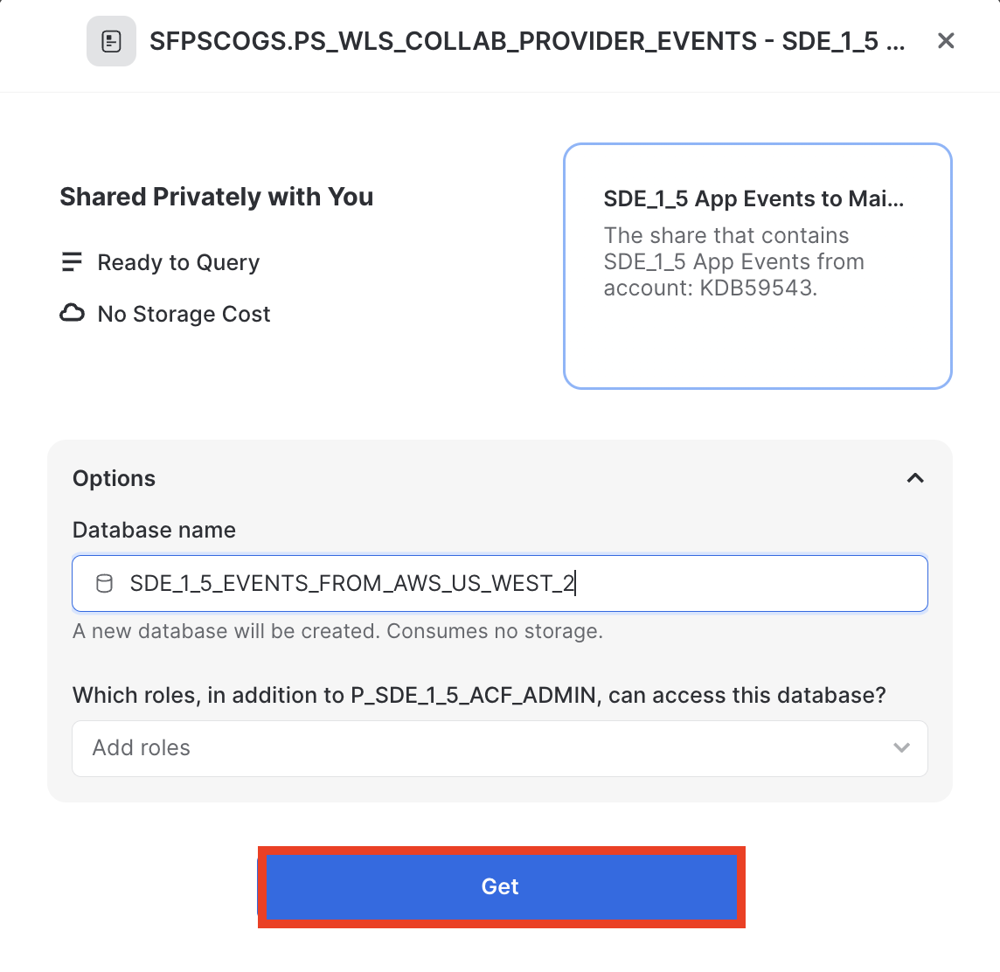 SFPSCOGS.PS_WLS_COLLAB_PROVIDER_EVENTS - SDE_1_5 ...
Shared Privately with You
Ready to Query
No Storage Cost
SDE_1_5 App Events to Mai...
The share that contains
SDE_1_5 App Events from
account: KDB59543.
Options
Database name
SDE_1_5_EVENTS_FROM_AWS_US_WEST_2
A new database will be created. Consumes no storage.
Which roles, in addition to P_SDE_1_5_ACF_ADMIN, can access this database?
Add roles
Get